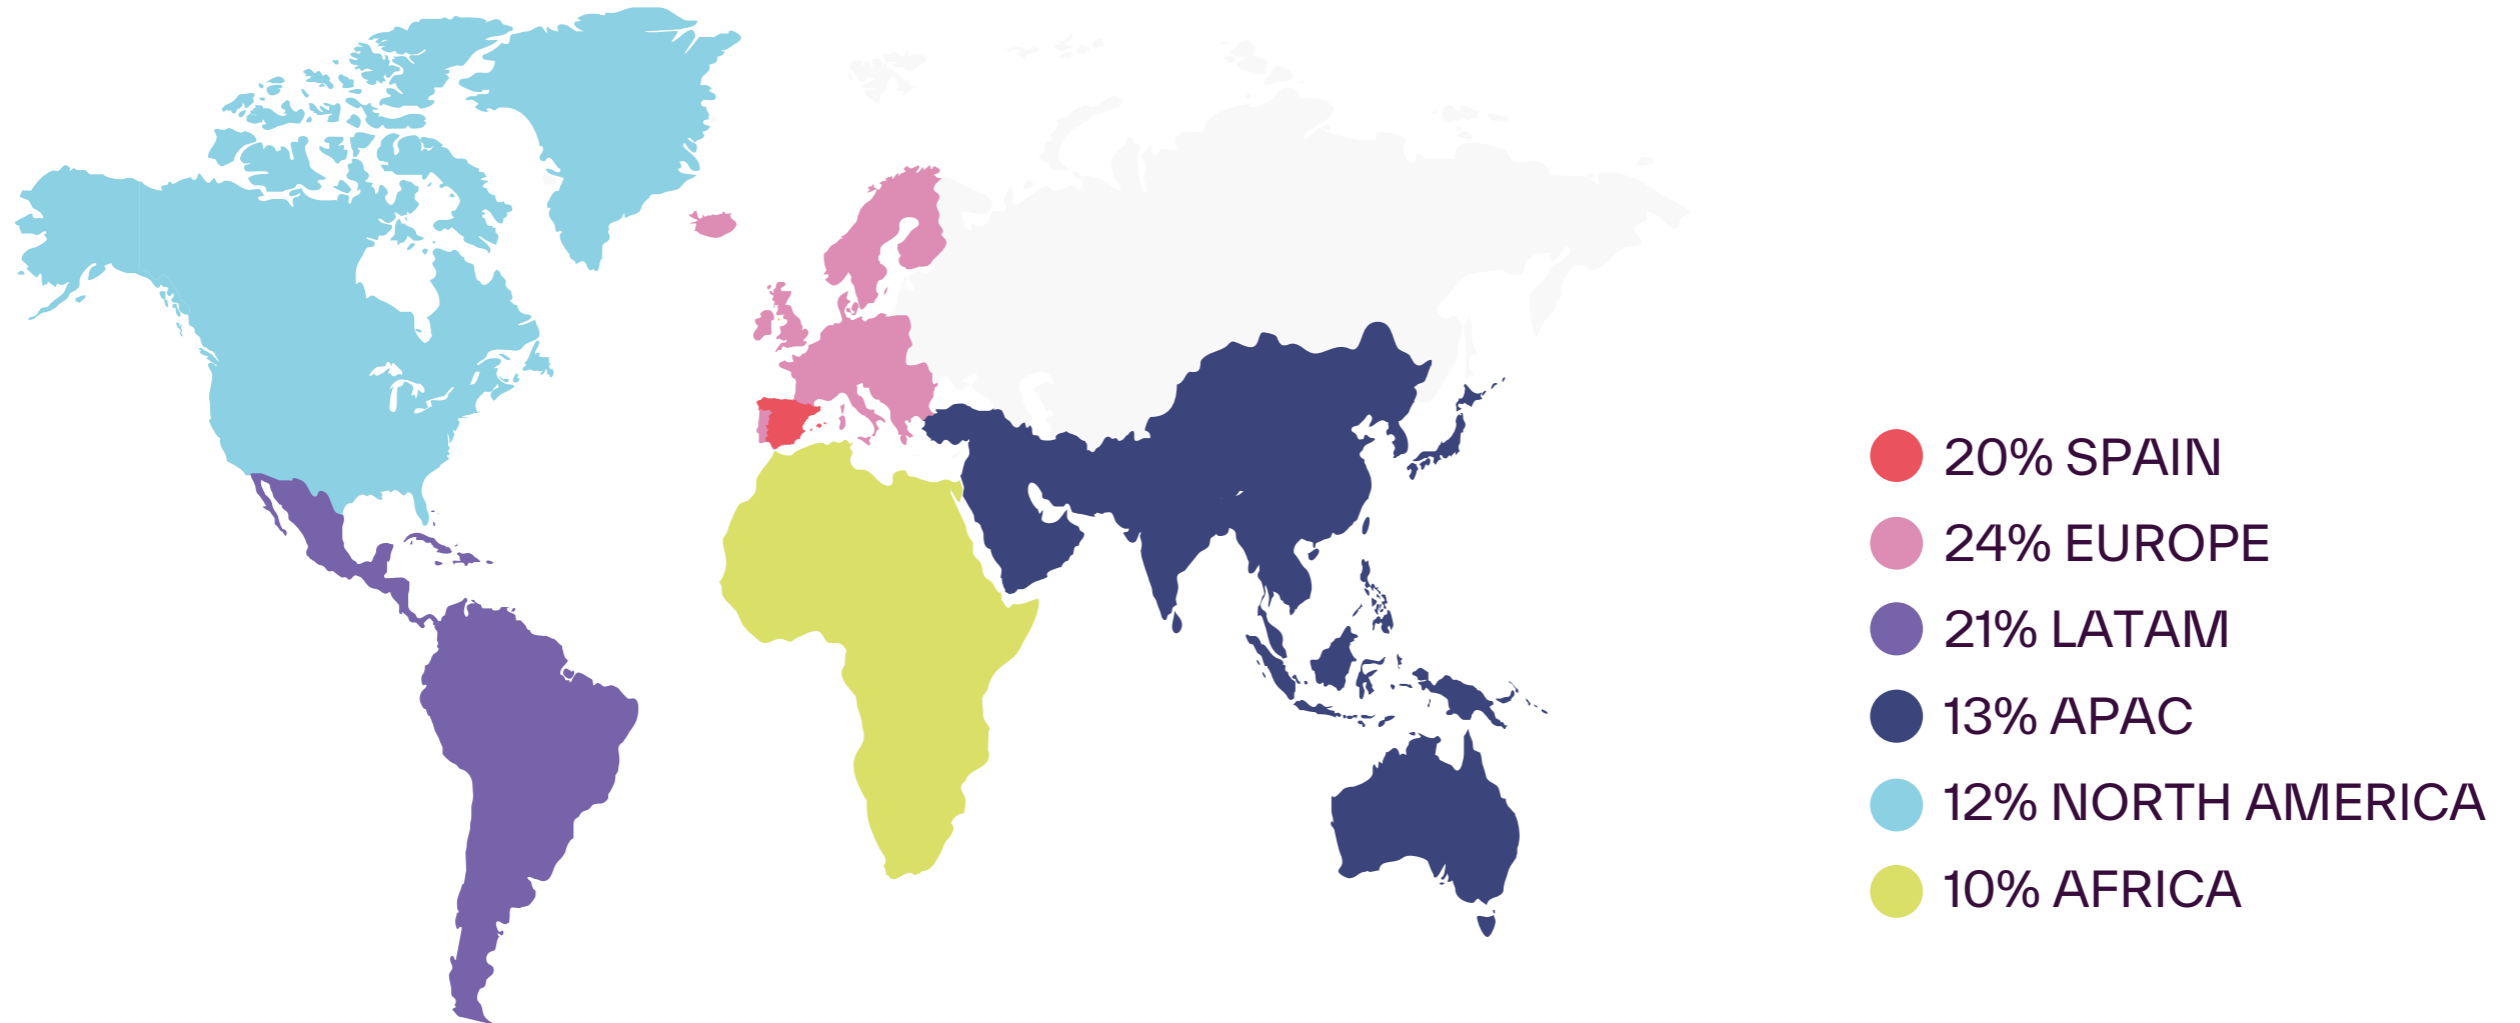 20% SPAIN
24% EUROPE
21% LATAM
13% APAC
12% NORTH AMERICA
10% AFRICA